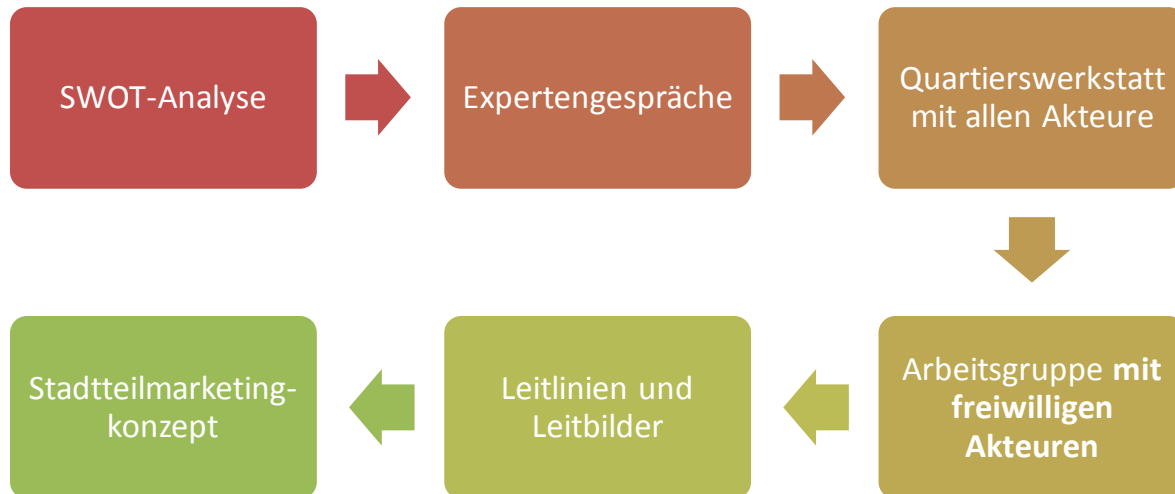 SWOT-Analyse
Expertengespräche
Quartierswerkstatt
mit allen Akteure
Arbeitsgruppe mit
freiwilligen
Akteuren
Leitlinien und
Leitbilder
Stadtteilmarketing-
konzept